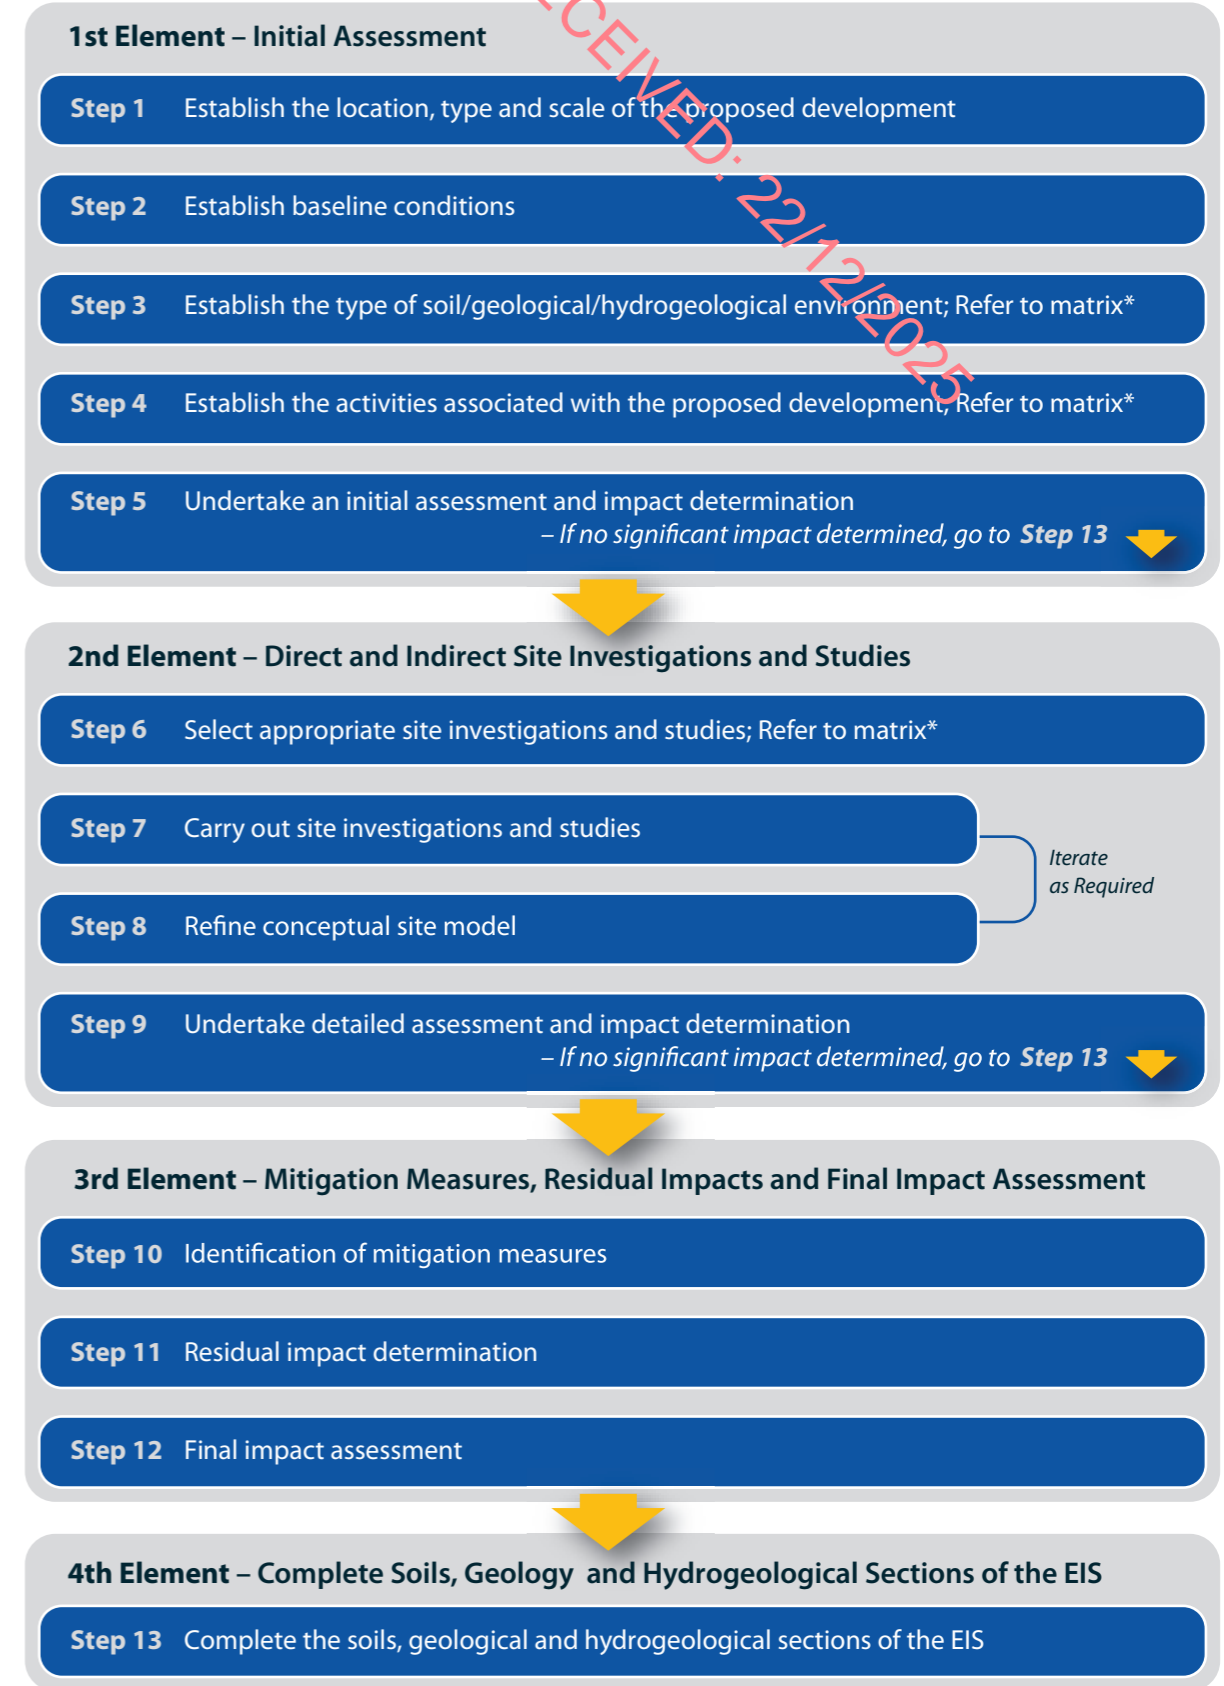 1st Element – Initial Assessment
Step 1 Establish the location, type and scale of the proposed development
Step 2 Establish baseline conditions
Step 3 Establish the type of soil/geological/hydrogeological environment; Refer to matrix*
Step 4 Establish the activities associated with the proposed development; Refer to matrix*
Step 5 Undertake an initial assessment and impact determination
– If no significant impact determined, go to Step 13
2nd Element – Direct and Indirect Site Investigations and Studies
Step 6 Select appropriate site investigations and studies; Refer to matrix*
Step 7 Carry out site investigations and studies
Iterate
as Required
Step 8 Refine conceptual site model
Step 9 Undertake detailed assessment and impact determination
– If no significant impact determined, go to Step 13
3rd Element – Mitigation Measures, Residual Impacts and Final Impact Assessment
Step 10 Identification of mitigation measures
Step 11 Residual impact determination
Step 12 Final impact assessment
4th Element – Complete Soils, Geology and Hydrogeological Sections of the EIS
Step 13 Complete the soils, geological and hydrogeological sections of the EIS
CEIVED: 22/12/2025